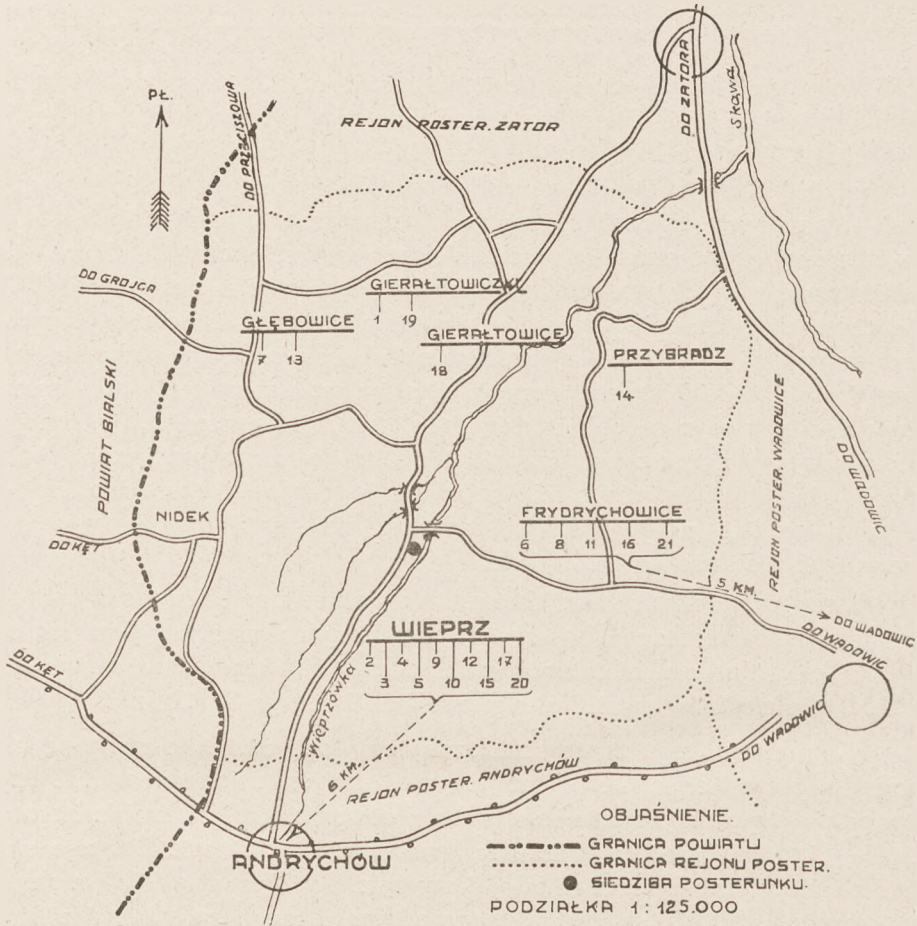 PŁ.
DO PRZECISZOWA
REJON POSTER. ZATOR
DO ZATORA
Skawa
DO GROJCA
GIERAŁTOWICZKI
1 19
GŁĘBOWICE
7 13
GIERAŁTOWICE
18
PRZYBRADZ
14
POWIAT BIALSKI
REJON POSTER. WADOWICE
DO WADOWIC
NIDEK
DO KĘT
FRYDRYCHOWICE
6 8 11 16 21
5 KM.
DO WADOWIC
DO WADOWIC
WIEPRZ
2 4 9 12 17
3 5 10 15 20
DO KĘT
Wieprzówka
6 KM.
REJON POSTER. ANDRYCHÓW
DO WADOWIC
ANDRYCHÓW
OBJAŚNIENIE.
GRANICA POWIATU
GRANICA REJONU POSTER.
SIEDZIBA POSTERUNKU.
PODZIAŁKA 1:125.000